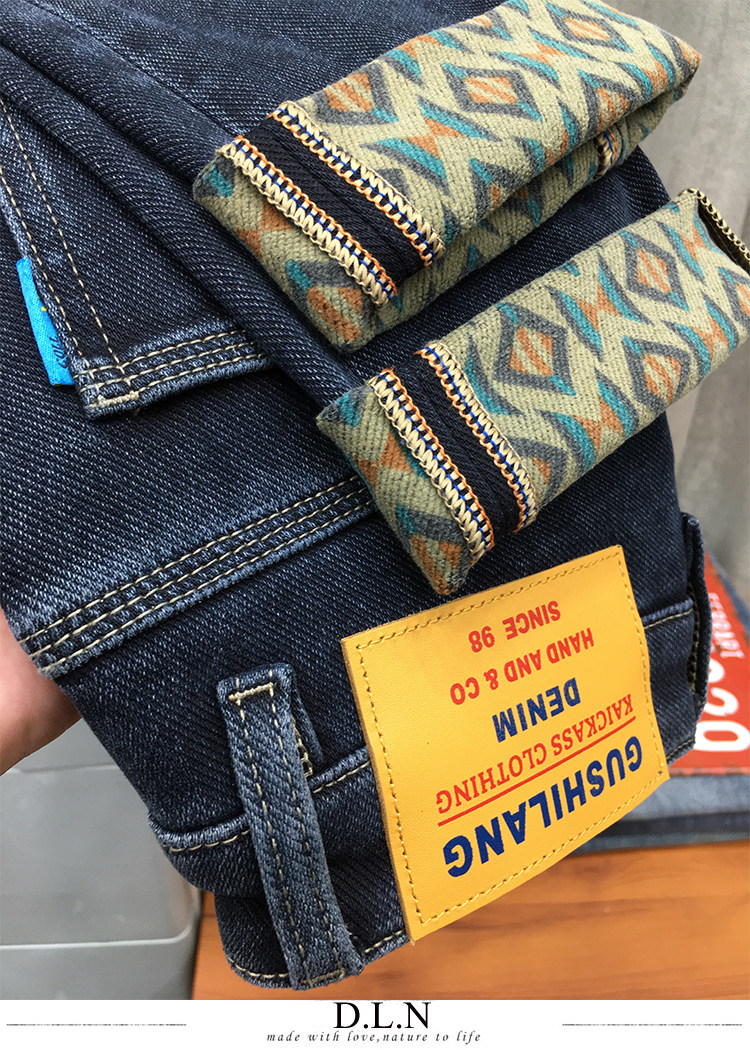 GUSHILANG
KAICKASS CLOTHING
DENIM
HAND AND & CO
SINCE 98
D.L.N
made with love,nature to life